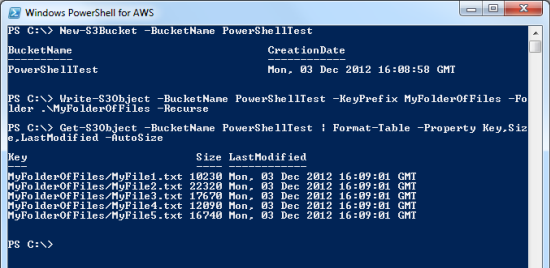 Windows PowerShell for AWS
PS C:\> New-S3Bucket -BucketName PowerShellTest
BucketName CreationDate
---------- ------------
PowerShellTest Mon, 03 Dec 2012 16:08:58 GMT
PS C:\> Write-S3Object -BucketName PowerShellTest -KeyPrefix MyFolderOfFiles -Fo
lder .\MyFolderOfFiles -Recurse
PS C:\> Get-S3Object -BucketName PowerShellTest | Format-Table -Property Key,Siz
e,LastModified -AutoSize
Key Size LastModified
--- ---- ------------
MyFolderOfFiles/MyFile1.txt 10230 Mon, 03 Dec 2012 16:09:01 GMT
MyFolderOfFiles/MyFile2.txt 22320 Mon, 03 Dec 2012 16:09:01 GMT
MyFolderOfFiles/MyFile3.txt 17670 Mon, 03 Dec 2012 16:09:01 GMT
MyFolderOfFiles/MyFile4.txt 12090 Mon, 03 Dec 2012 16:09:01 GMT
MyFolderOfFiles/MyFile5.txt 16740 Mon, 03 Dec 2012 16:09:01 GMT
PS C:\>